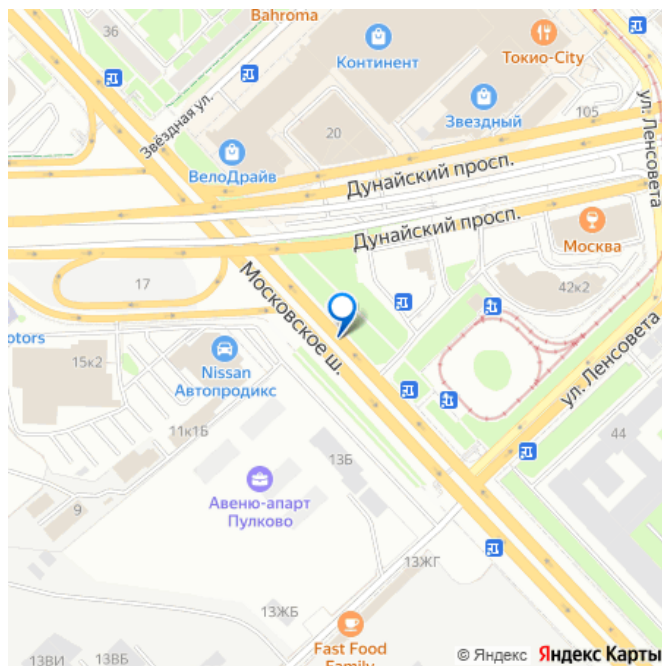 Bahroma
36
Континент
Токио-City
Звёздная ул.
Звездный
105
20
ул. Ленсовета
ВелоДрайв
Дунайский просп.
Дунайский просп.
Москва
17
42к2
Московское ш.
otors
15к2
Nissan
Автопродикс
ул. Ленсовета
11к1Б
44
13Б
Авеню-апарт
Пулково
9
13ЖГ
13ЖБ
Fast Food
Family
13ВИ
13ВБ
© Яндекс Яндекс Карты